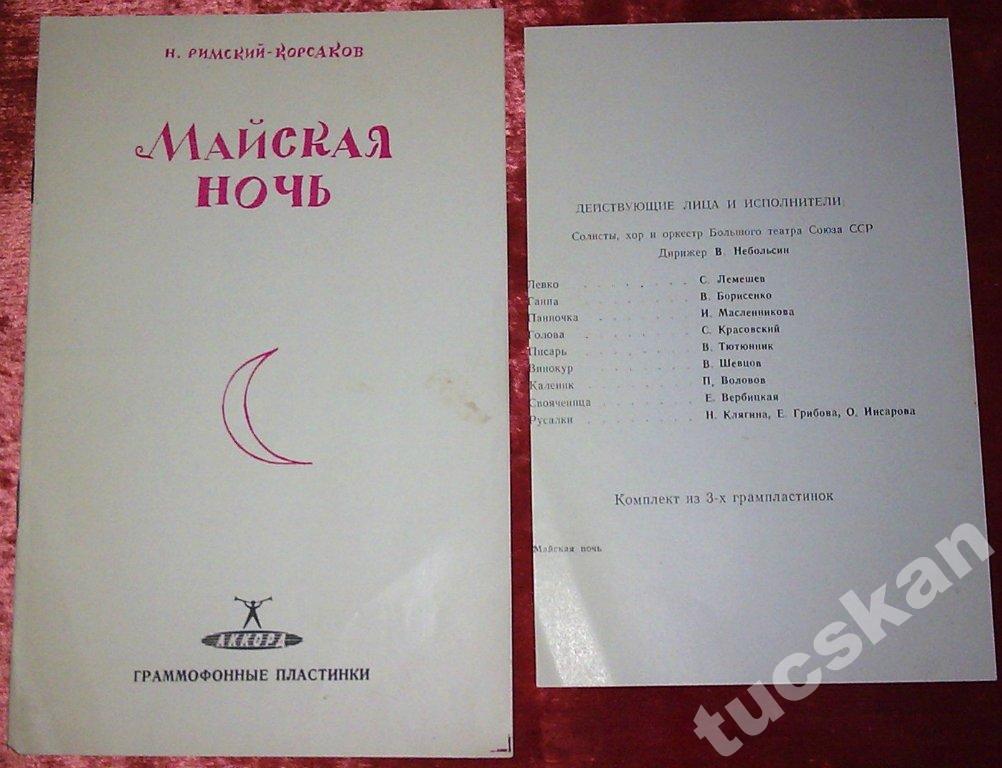 Н. РИМСКИЙ-КОРСАКОВ
МАЙСКАЯ
НОЧЬ
АККОРД
ГРАММОФОННЫЕ ПЛАСТИНКИ
ДЕЙСТВУЮЩИЕ ЛИЦА И ИСПОЛНИТЕЛИ
Солисты, хор и оркестр Большого театра Союза ССР
Дирижер В. Небольсин
Левко . . . . . . . С. Лемешев
Ганна . . . . . . . В. Борисенко
Панночка . . . . . . И. Масленникова
Голова . . . . . . . С. Красовский
Писарь . . . . . . . В. Тютюнник
Винокур . . . . . . . В. Шевцов
Каленик . . . . . . . П. Воловов
Свояченица . . . . . . Е. Вербицкая
Русалки . . . . . . . Н. Клягина, Е. Грибова, О. Инсарова
Комплект из 3-х грампластинок
Майская ночь
tucskan